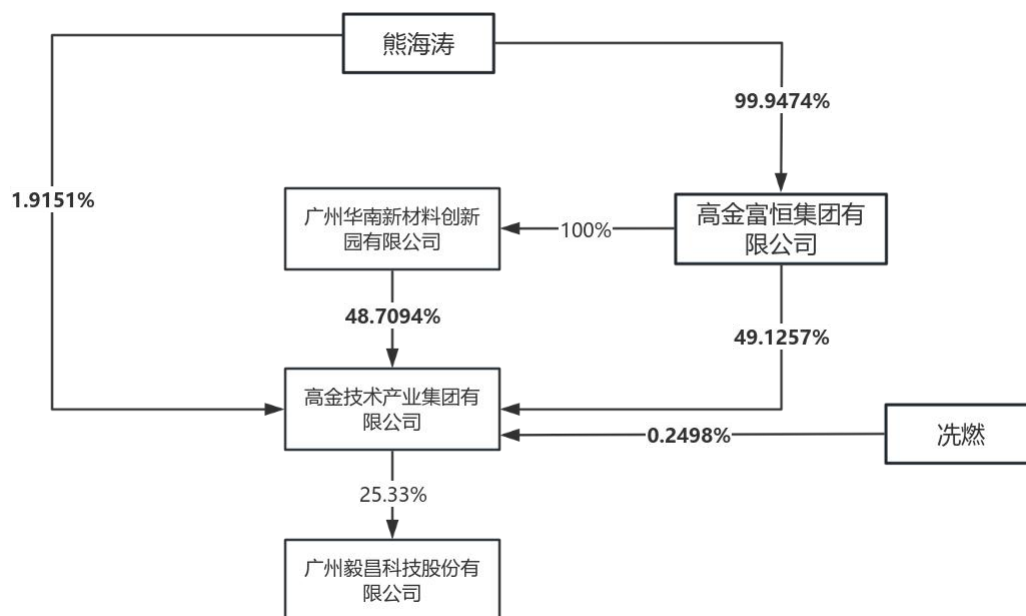 熊海涛
99.9474%
1.9151%
广州华南新材料创新
园有限公司
100%
高金富恒集团有
限公司
48.7094%
49.1257%
高金技术产业集团有
限公司
0.2498%
冼燃
25.33%
广州毅昌科技股份有
限公司